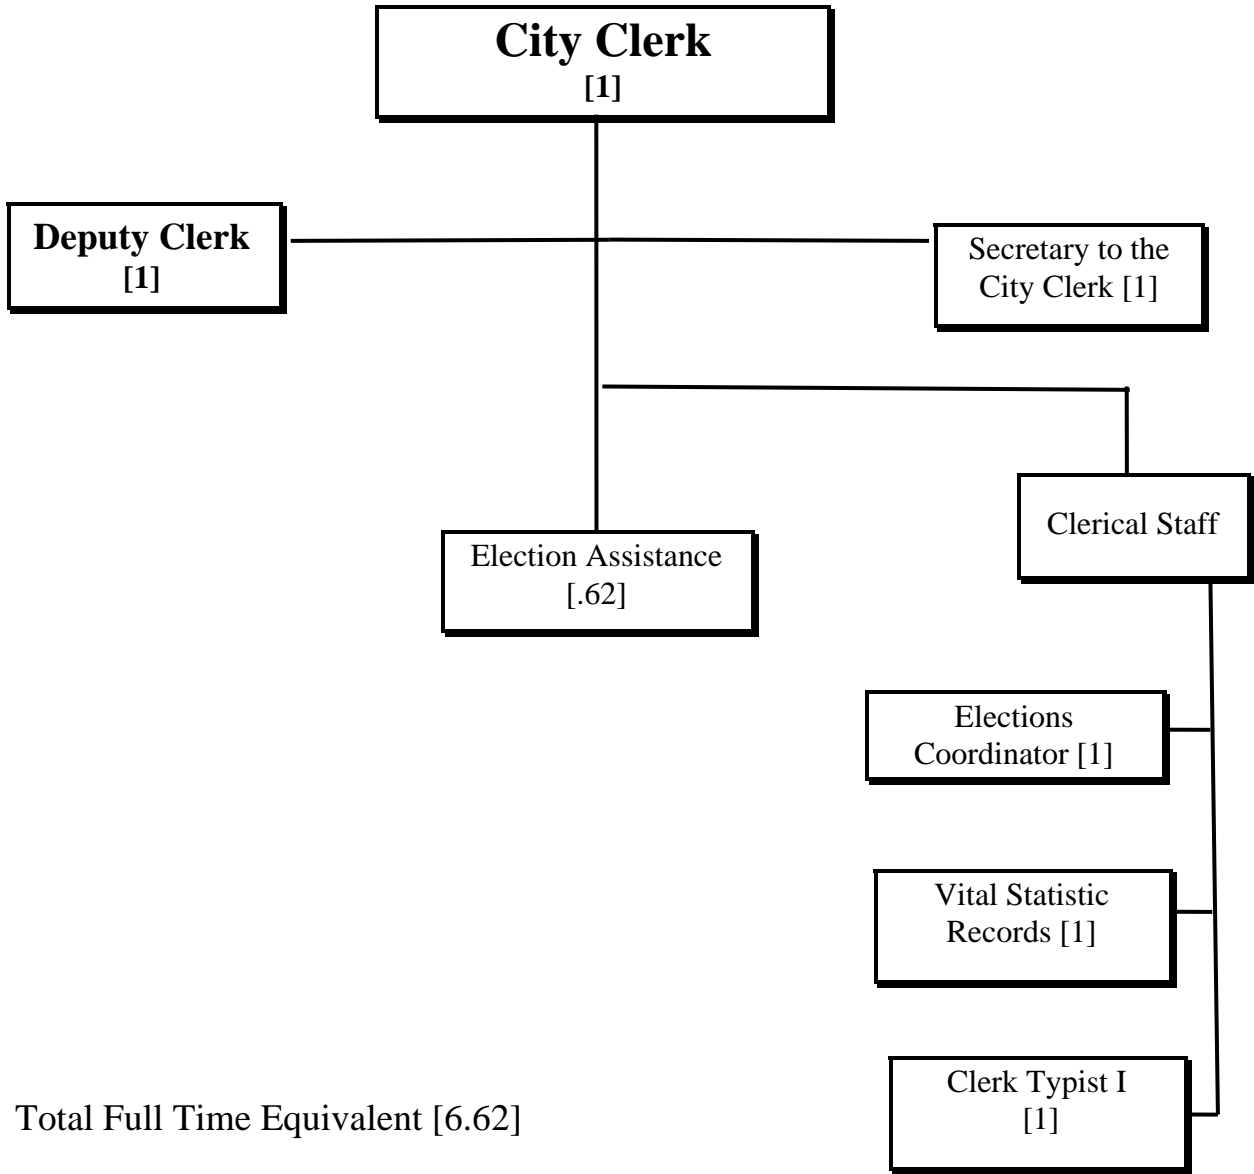 City Clerk
[1]
Deputy Clerk
[1]
Secretary to the
City Clerk [1]
Clerical Staff
Election Assistance
[.62]
Elections
Coordinator [1]
Vital Statistic
Records [1]
Clerk Typist I
[1]
Total Full Time Equivalent [6.62]